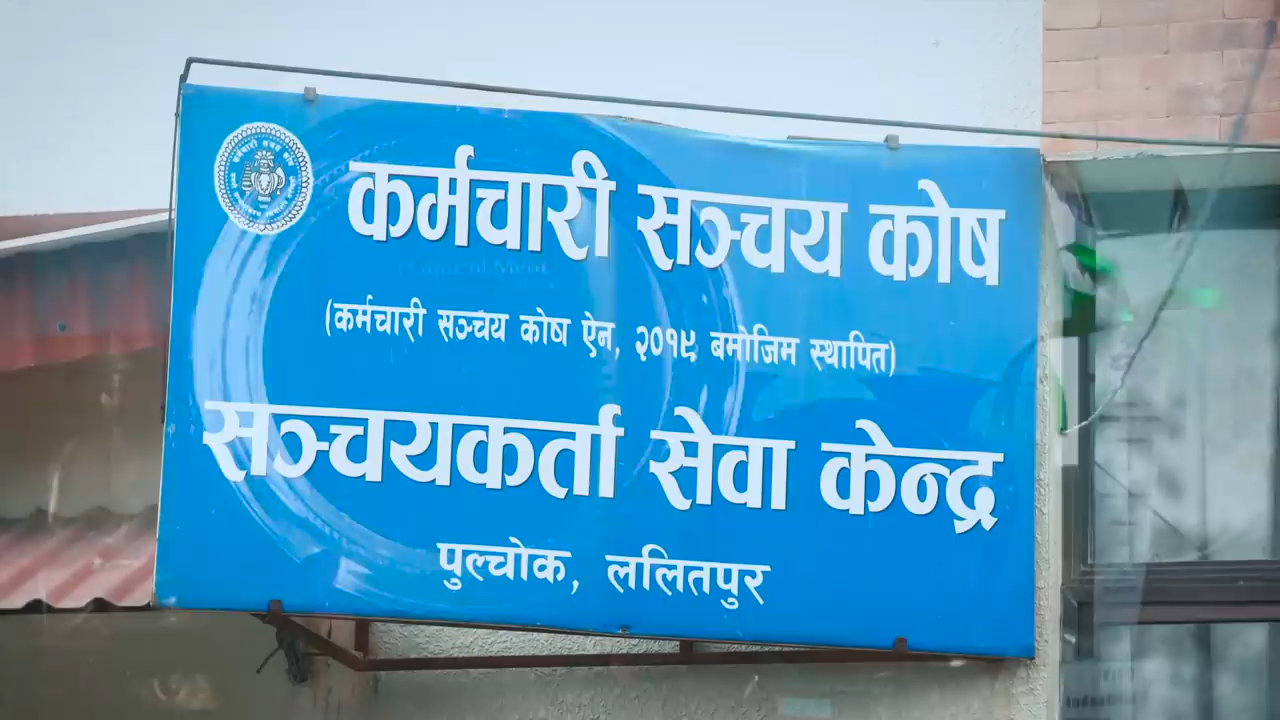 कर्मचारी सञ्चय कोष
(कर्मचारी सञ्चय कोष ऐन, २०१९ बमोजिम स्थापित)
सञ्चयकर्ता सेवा केन्द्र
पुल्चोक, ललितपुर